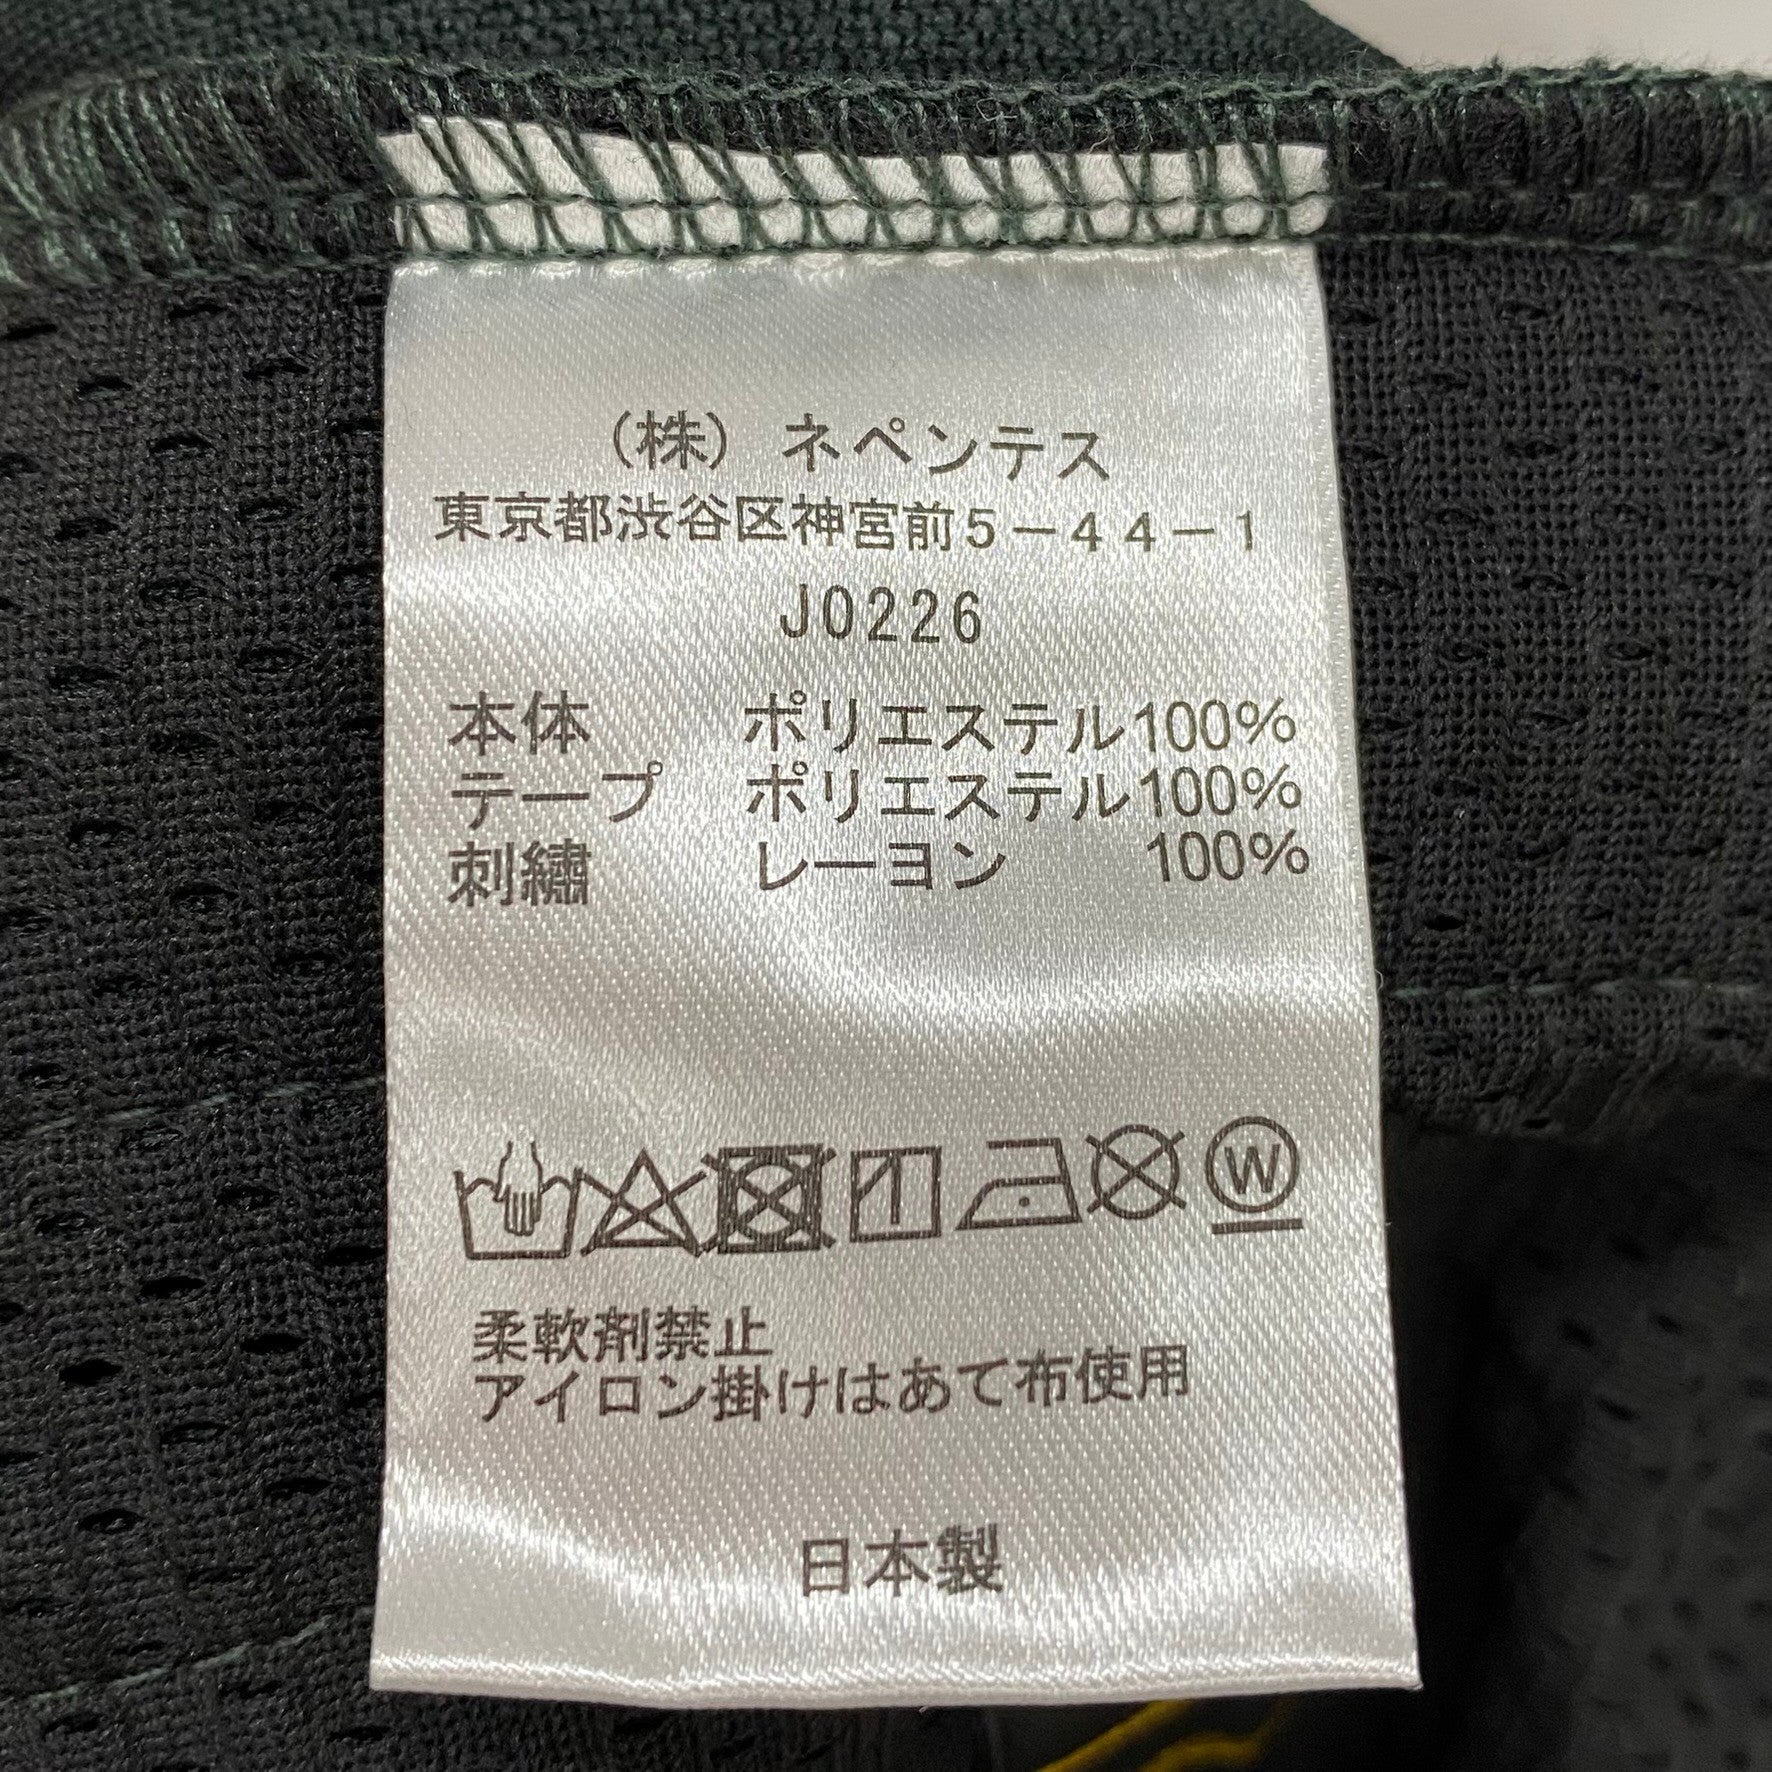 (株) ネペンテス
東京都渋谷区神宮前5-44-1
J0226
本体 ポリエステル100%
テープ ポリエステル100%
刺繍 レーヨン 100%
W
柔軟剤禁止
アイロン掛けはあて布使用
日本製